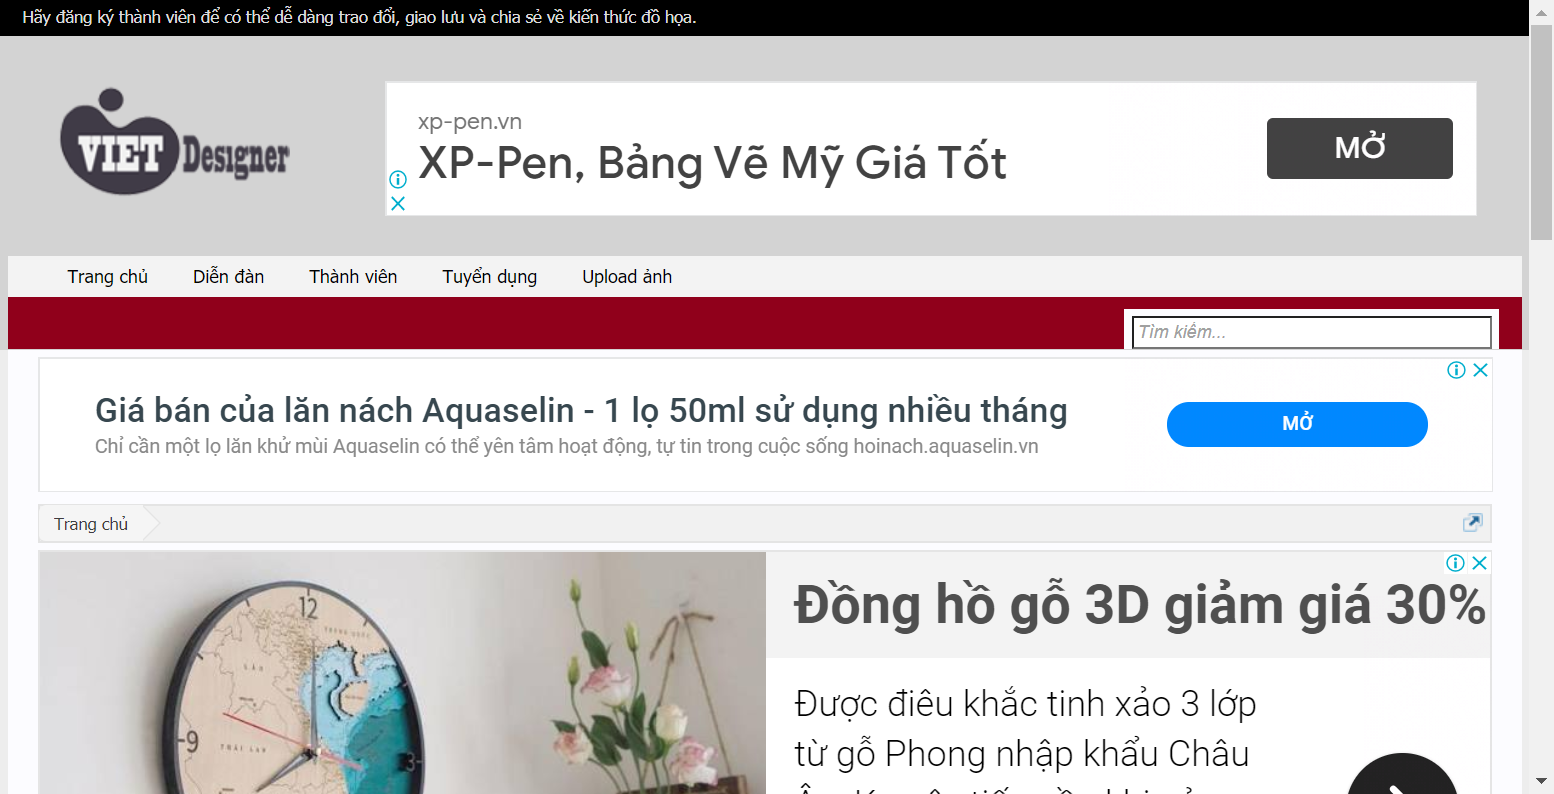 Hãy đăng ký thành viên để có thể dễ dàng trao đổi, giao lưu và chia sẻ về kiến thức đồ họa.
VIET Designer
xp-pen.vn
XP-Pen, Bảng Vẽ Mỹ Giá Tốt
MỞ
Trang chủ
Diễn đàn
Thành viên
Tuyển dụng
Upload ảnh
Tìm kiếm...
Giá bán của lăn nách Aquaselin - 1 lọ 50ml sử dụng nhiều tháng
Chỉ cần một lọ lăn khử mùi Aquaselin có thể yên tâm hoạt động, tự tin trong cuộc sống hoinach.aquaselin.vn
MỞ
Trang chủ
12
TRUNG QUỐC
LÀO
THÁI LAN
9
3
Đồng hồ gỗ 3D giảm giá 30%
Được điêu khắc tinh xảo 3 lớp
từ gỗ Phong nhập khẩu Châu